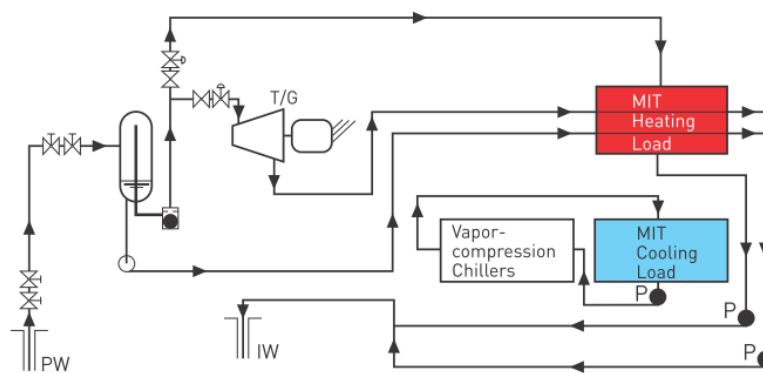 T/G
MIT
Heating
Load
Vapor-
compression
Chillers
MIT
Cooling
Load
P
P
P
PW
IW